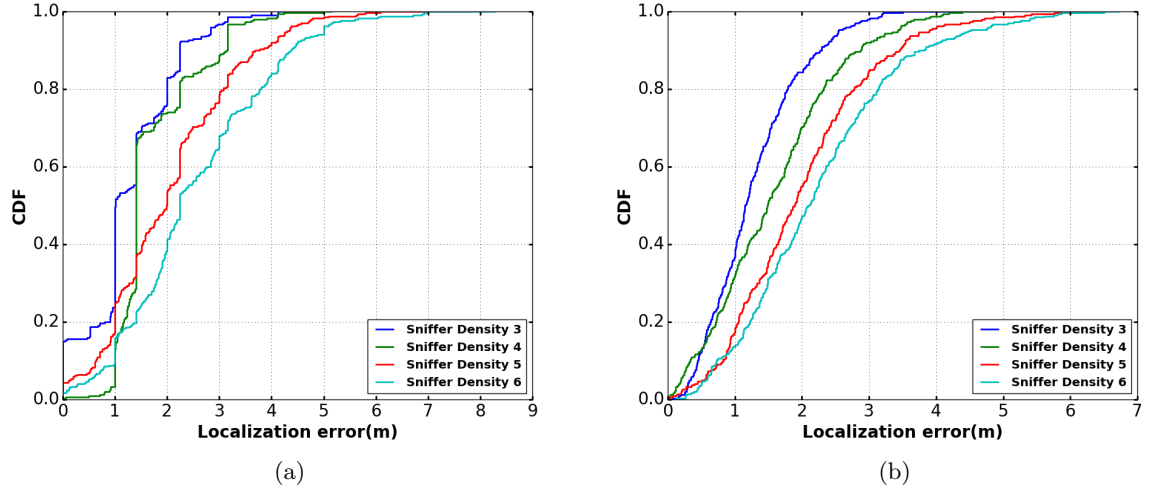 1.0
0.8
0.6
0.4
0.2
0.0
CDF
0 1 2 3 4 5 6 7 8 9
Localization error(m)
Sniffer Density 3
Sniffer Density 4
Sniffer Density 5
Sniffer Density 6
(a)
1.0
0.8
0.6
0.4
0.2
0.0
CDF
0 1 2 3 4 5 6 7
Localization error(m)
Sniffer Density 3
Sniffer Density 4
Sniffer Density 5
Sniffer Density 6
(b)